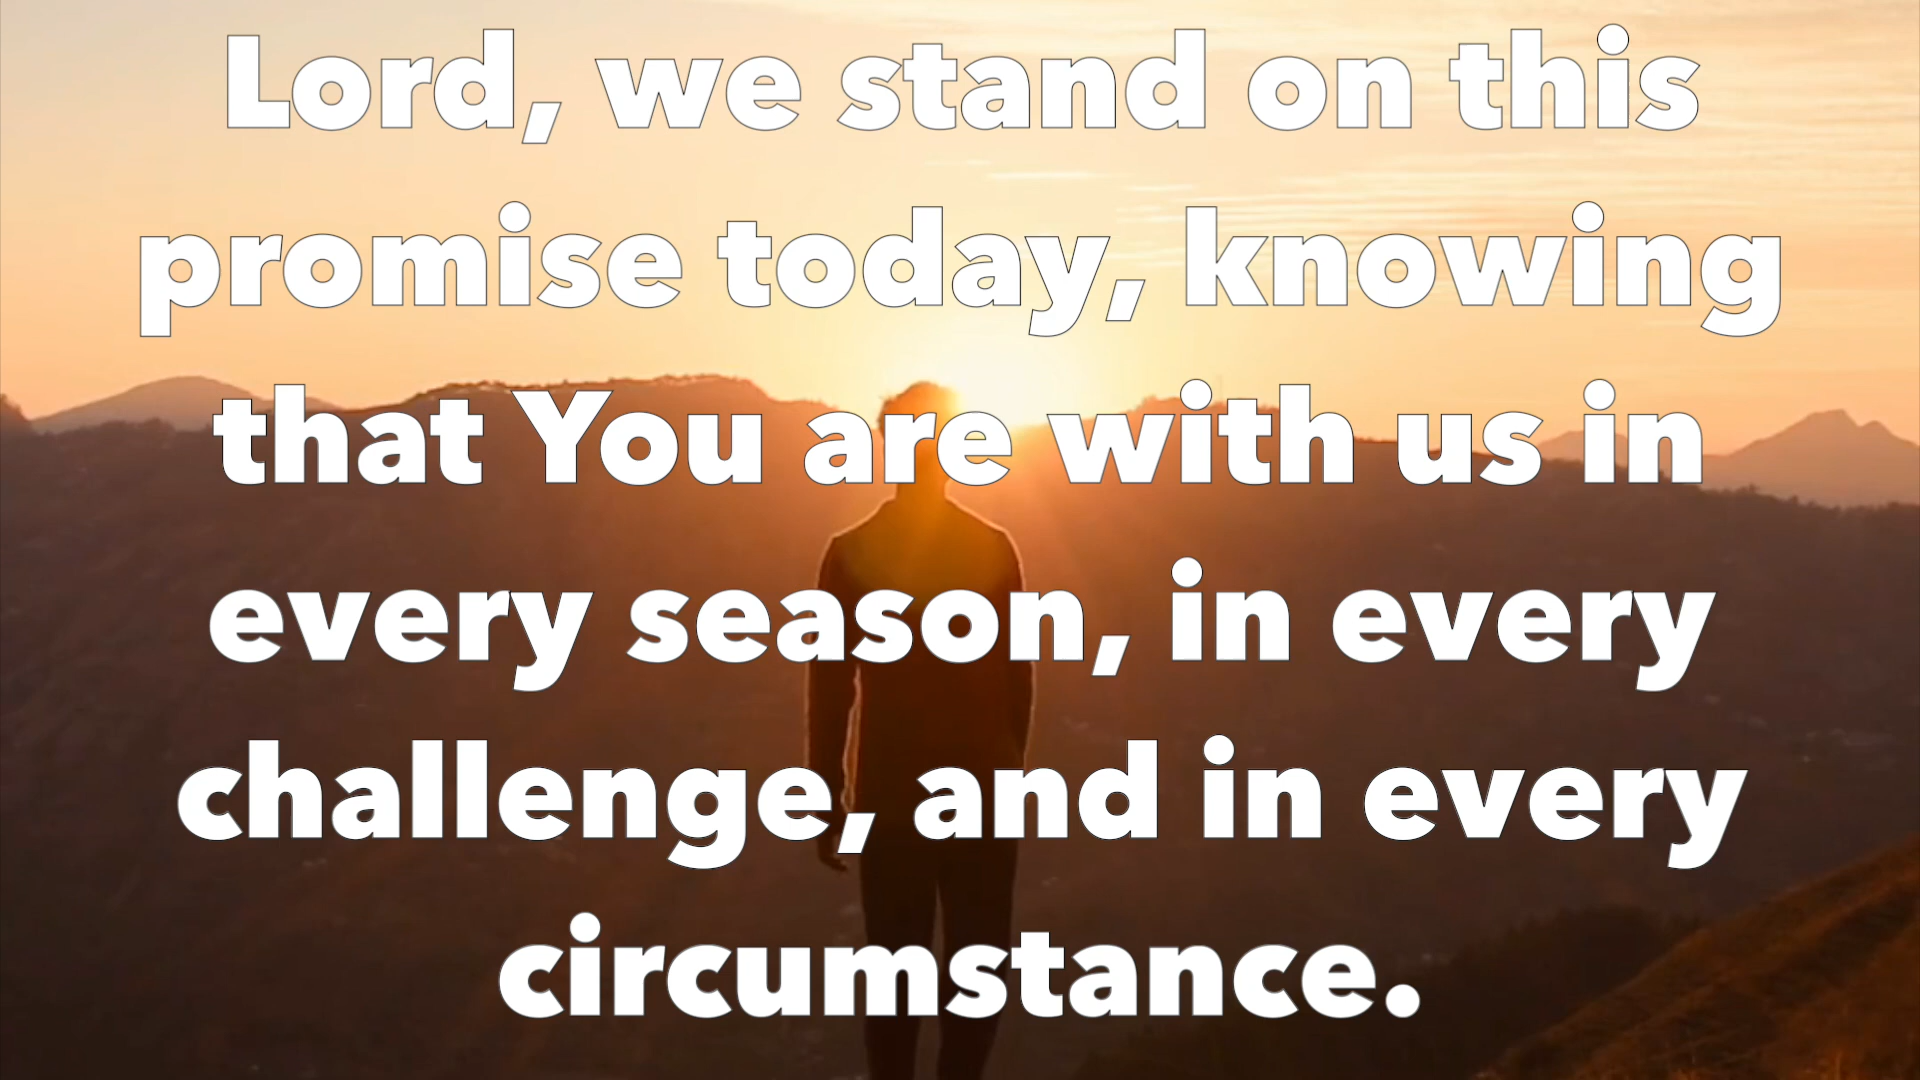 Lord, we stand on this
promise today, knowing
that You are with us in
every season, in every
challenge, and in every
circumstance.